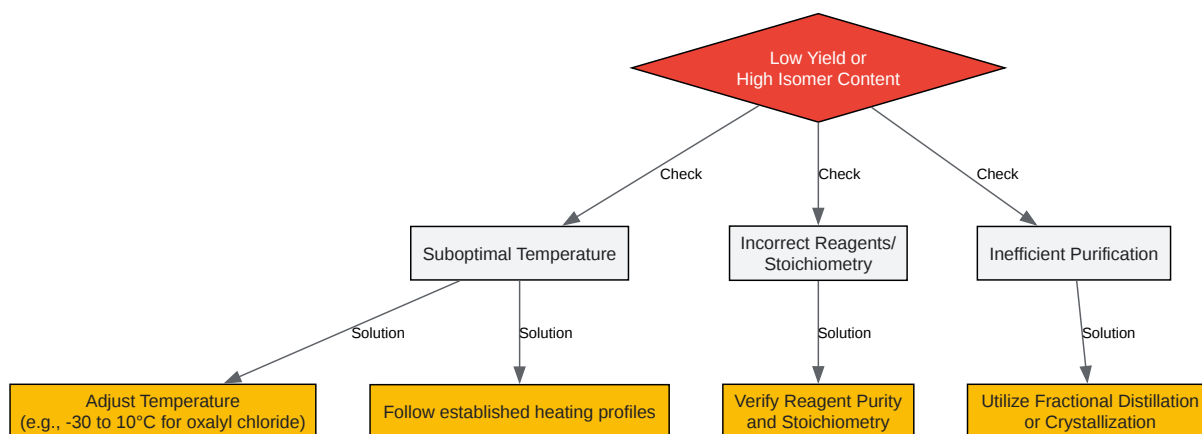 Low Yield or
High Isomer Content
Check
Check
Check
Suboptimal Temperature
Incorrect Reagents/
Stoichiometry
Inefficient Purification
Solution
Solution
Solution
Solution
Adjust Temperature
(e.g., -30 to 10°C for oxalyl chloride)
Follow established heating profiles
Verify Reagent Purity
and Stoichiometry
Utilize Fractional Distillation
or Crystallization